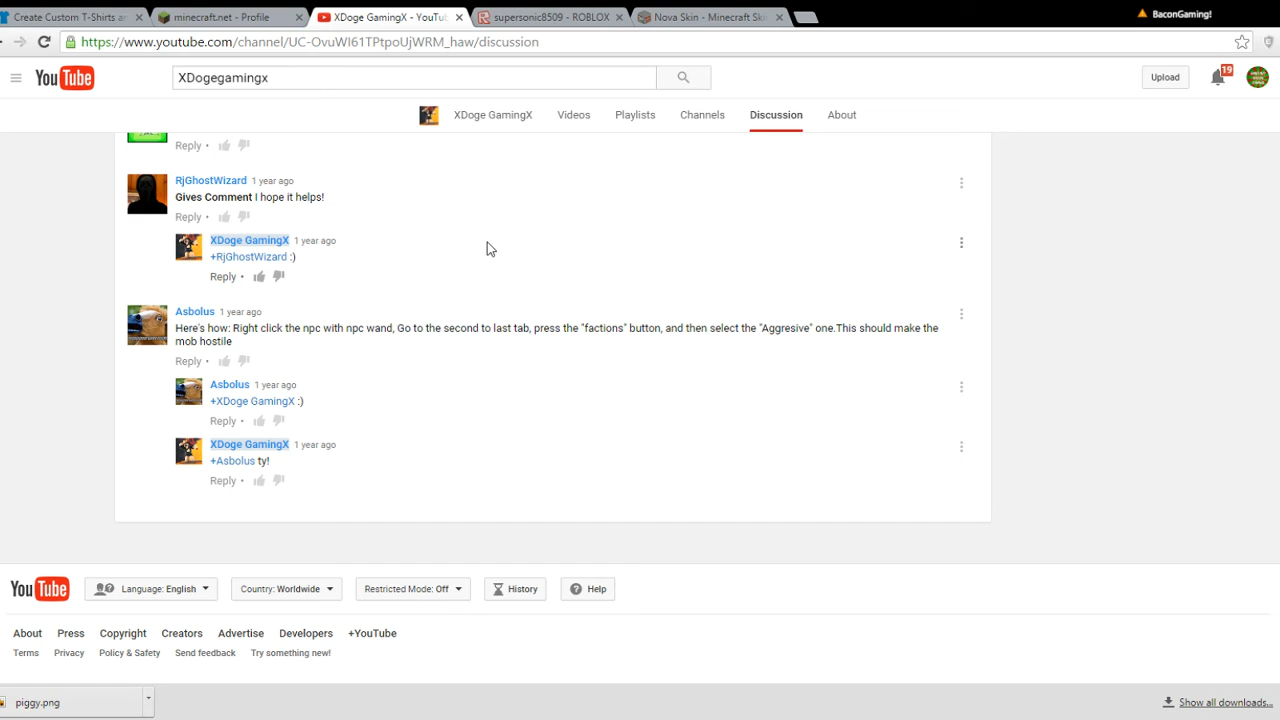 Create Custom T-Shirts ar
minecraft.net - Profile
XDoge GamingX - YouTu
supersonic8509 - ROBLOX
Nova Skin - Minecraft Ski
BaconGaming!
https://www.youtube.com/channel/UC-OvuWI61TPtpoUjWRM_haw/discussion
YouTube
XDogegamingx
Upload
19
XDoge GamingX
Videos
Playlists
Channels
Discussion
About
Reply •
RjGhostWizard 1 year ago
Gives Comment I hope it helps!
Reply •
XDoge GamingX 1 year ago
+RjGhostWizard :)
Reply •
Asbolus 1 year ago
Here's how: Right click the npc with npc wand, Go to the second to last tab, press the "factions" button, and then select the "Aggresive" one.This should make the
mob hostile
Reply •
Asbolus 1 year ago
+XDoge GamingX :)
Reply •
XDoge GamingX 1 year ago
+Asbolus ty!
Reply •
YouTube
Language: English
Country: Worldwide
Restricted Mode: Off
History
Help
About Press Copyright Creators Advertise Developers +YouTube
Terms Privacy Policy & Safety Send feedback Try something new!
piggy.png
Show all downloads...